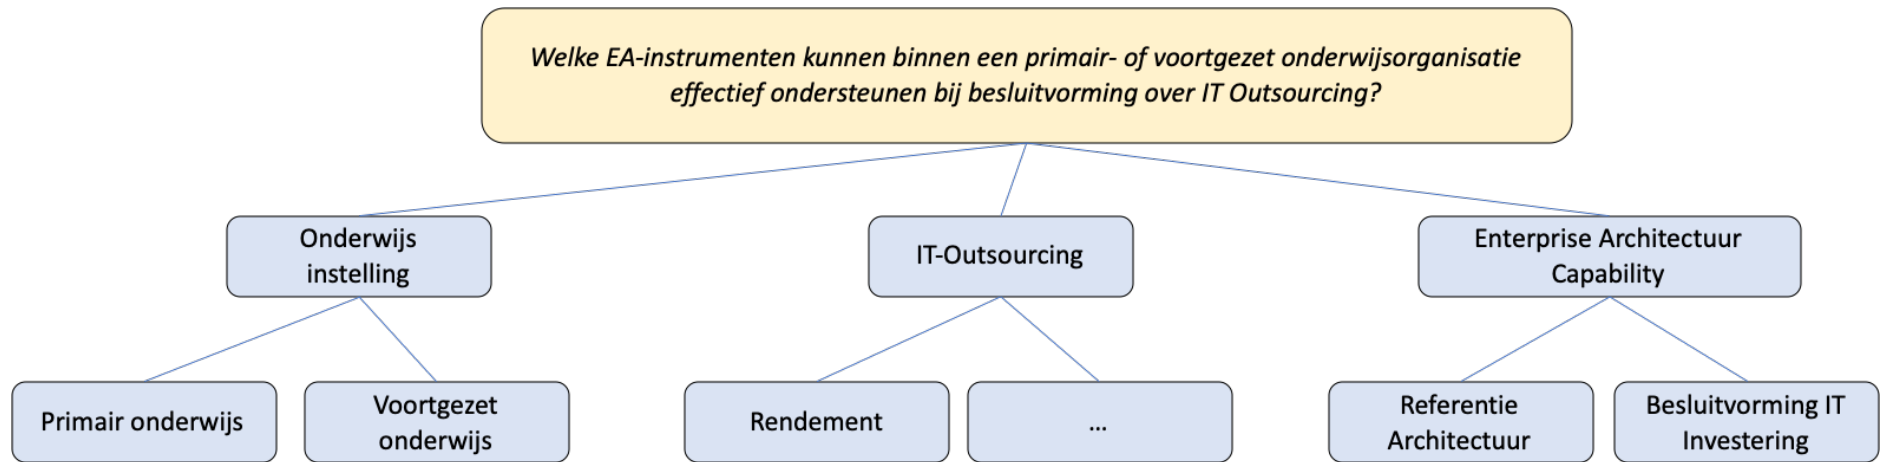 Welke EA-instrumenten kunnen binnen een primair- of voortgezet onderwijsorganisatie
effectief ondersteunen bij besluitvorming over IT Outsourcing?
Onderwijs
instelling
IT-Outsourcing
Enterprise Architectuur
Capability
Primair onderwijs
Voortgezet
onderwijs
Rendement
...
Referentie
Architectuur
Besluitvorming IT
Investering